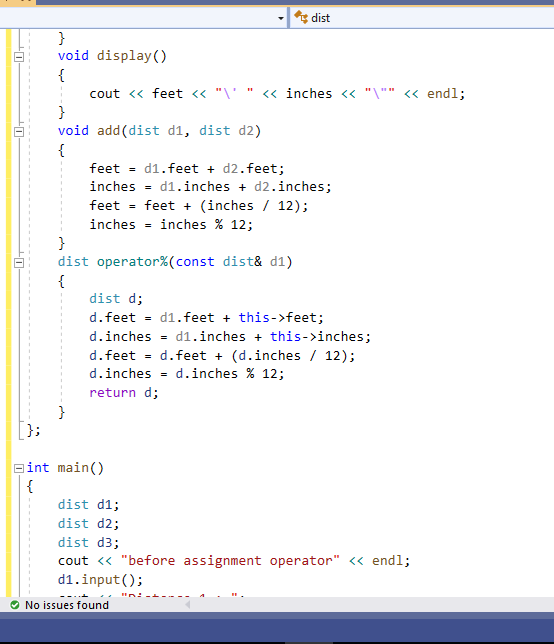 dist
}
void display()
{
cout << feet << "\' " << inches << "\"" << endl;
}
void add(dist d1, dist d2)
{
feet = d1.feet + d2.feet;
inches = d1.inches + d2.inches;
feet = feet + (inches / 12);
inches = inches % 12;
}
dist operator%(const dist& d1)
{
dist d;
d.feet = d1.feet + this->feet;
d.inches = d1.inches + this->inches;
d.feet = d.feet + (d.inches / 12);
d.inches = d.inches % 12;
return d;
}
};
int main()
{
dist d1;
dist d2;
dist d3;
cout << "before assignment operator" << endl;
d1.input();
cout << "Distance 1 : ";
No issues found